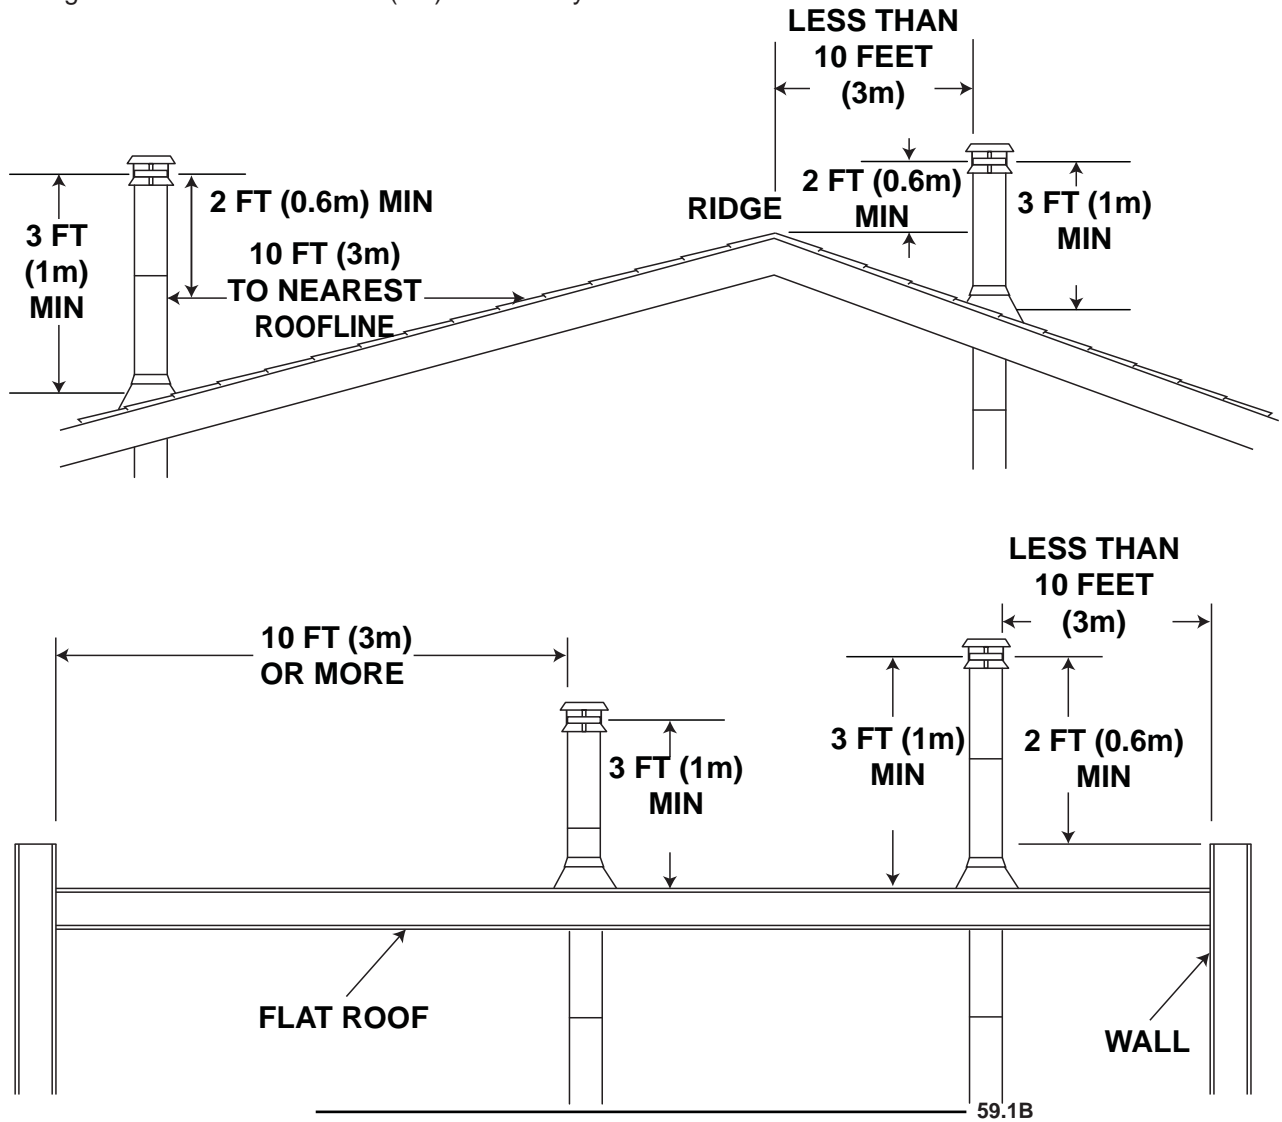 LESS THAN
10 FEET
(3m)
2 FT (0.6m) MIN
3 FT
(1m)
MIN
10 FT (3m)
TO NEAREST
ROOFLINE
RIDGE
2 FT (0.6m)
MIN
3 FT (1m)
MIN
LESS THAN
10 FEET
(3m)
10 FT (3m)
OR MORE
3 FT (1m)
MIN
3 FT (1m)
MIN
2 FT (0.6m)
MIN
FLAT ROOF
WALL
59.1B